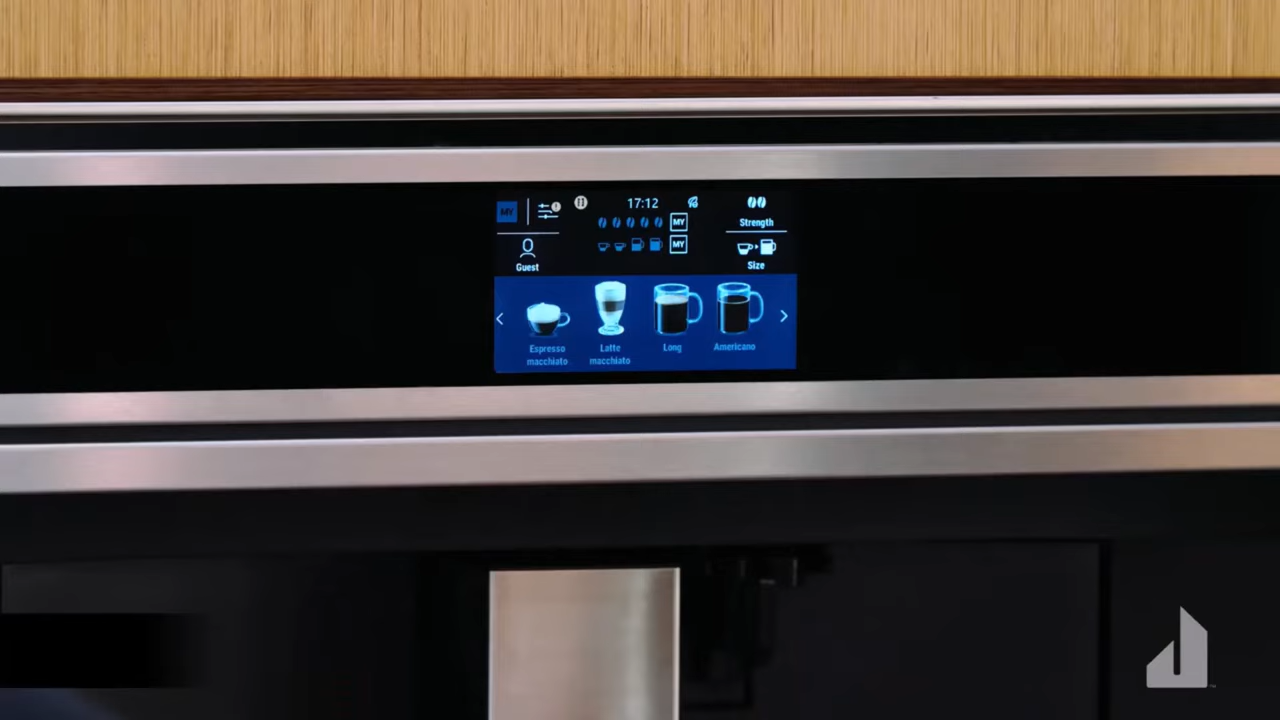 MY
17:12
MY
Strength
MY
Guest
Size
Espresso
macchiato
Latte
macchiato
Long
Americano